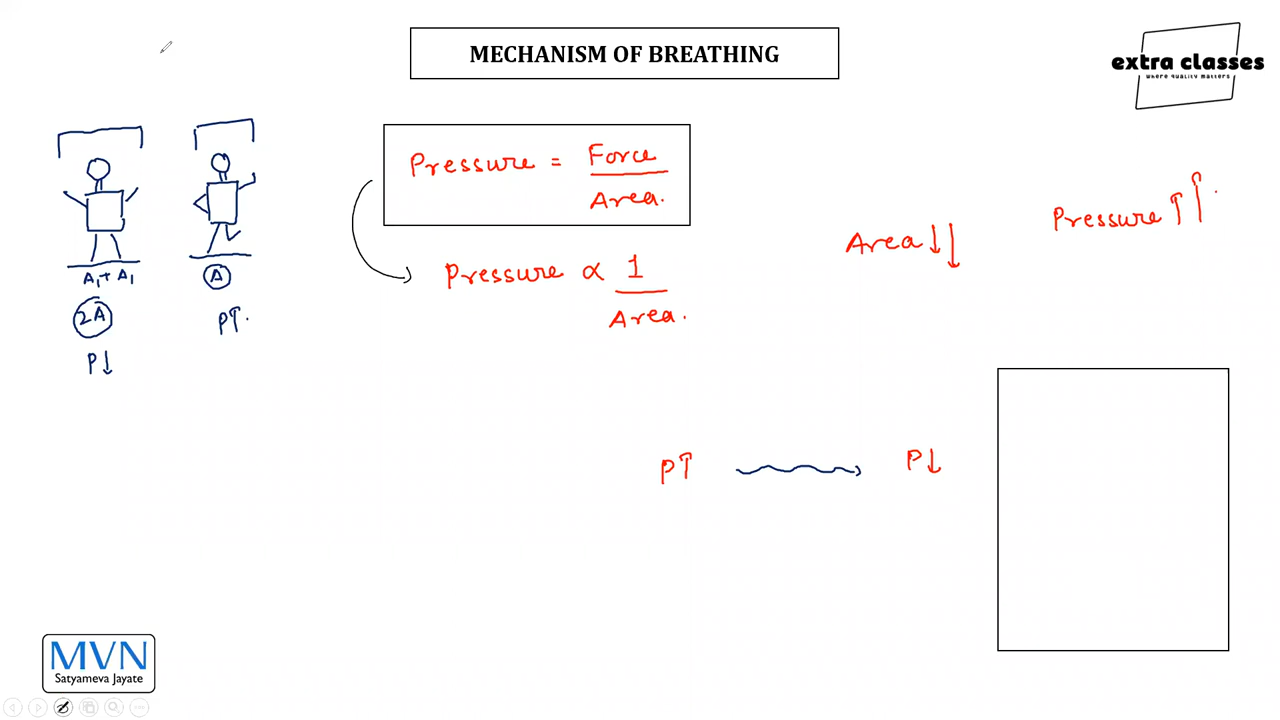 MECHANISM OF BREATHING
extra classes
where quality matters
Pressure = Force
Area.
Pressure ∝ 1
Area.
Area ↓↓
Pressure ↑↑.
A₁ + A₁
2A
P↓
A
P↑.
P↑
P↓
MVN
Satyameva Jayate